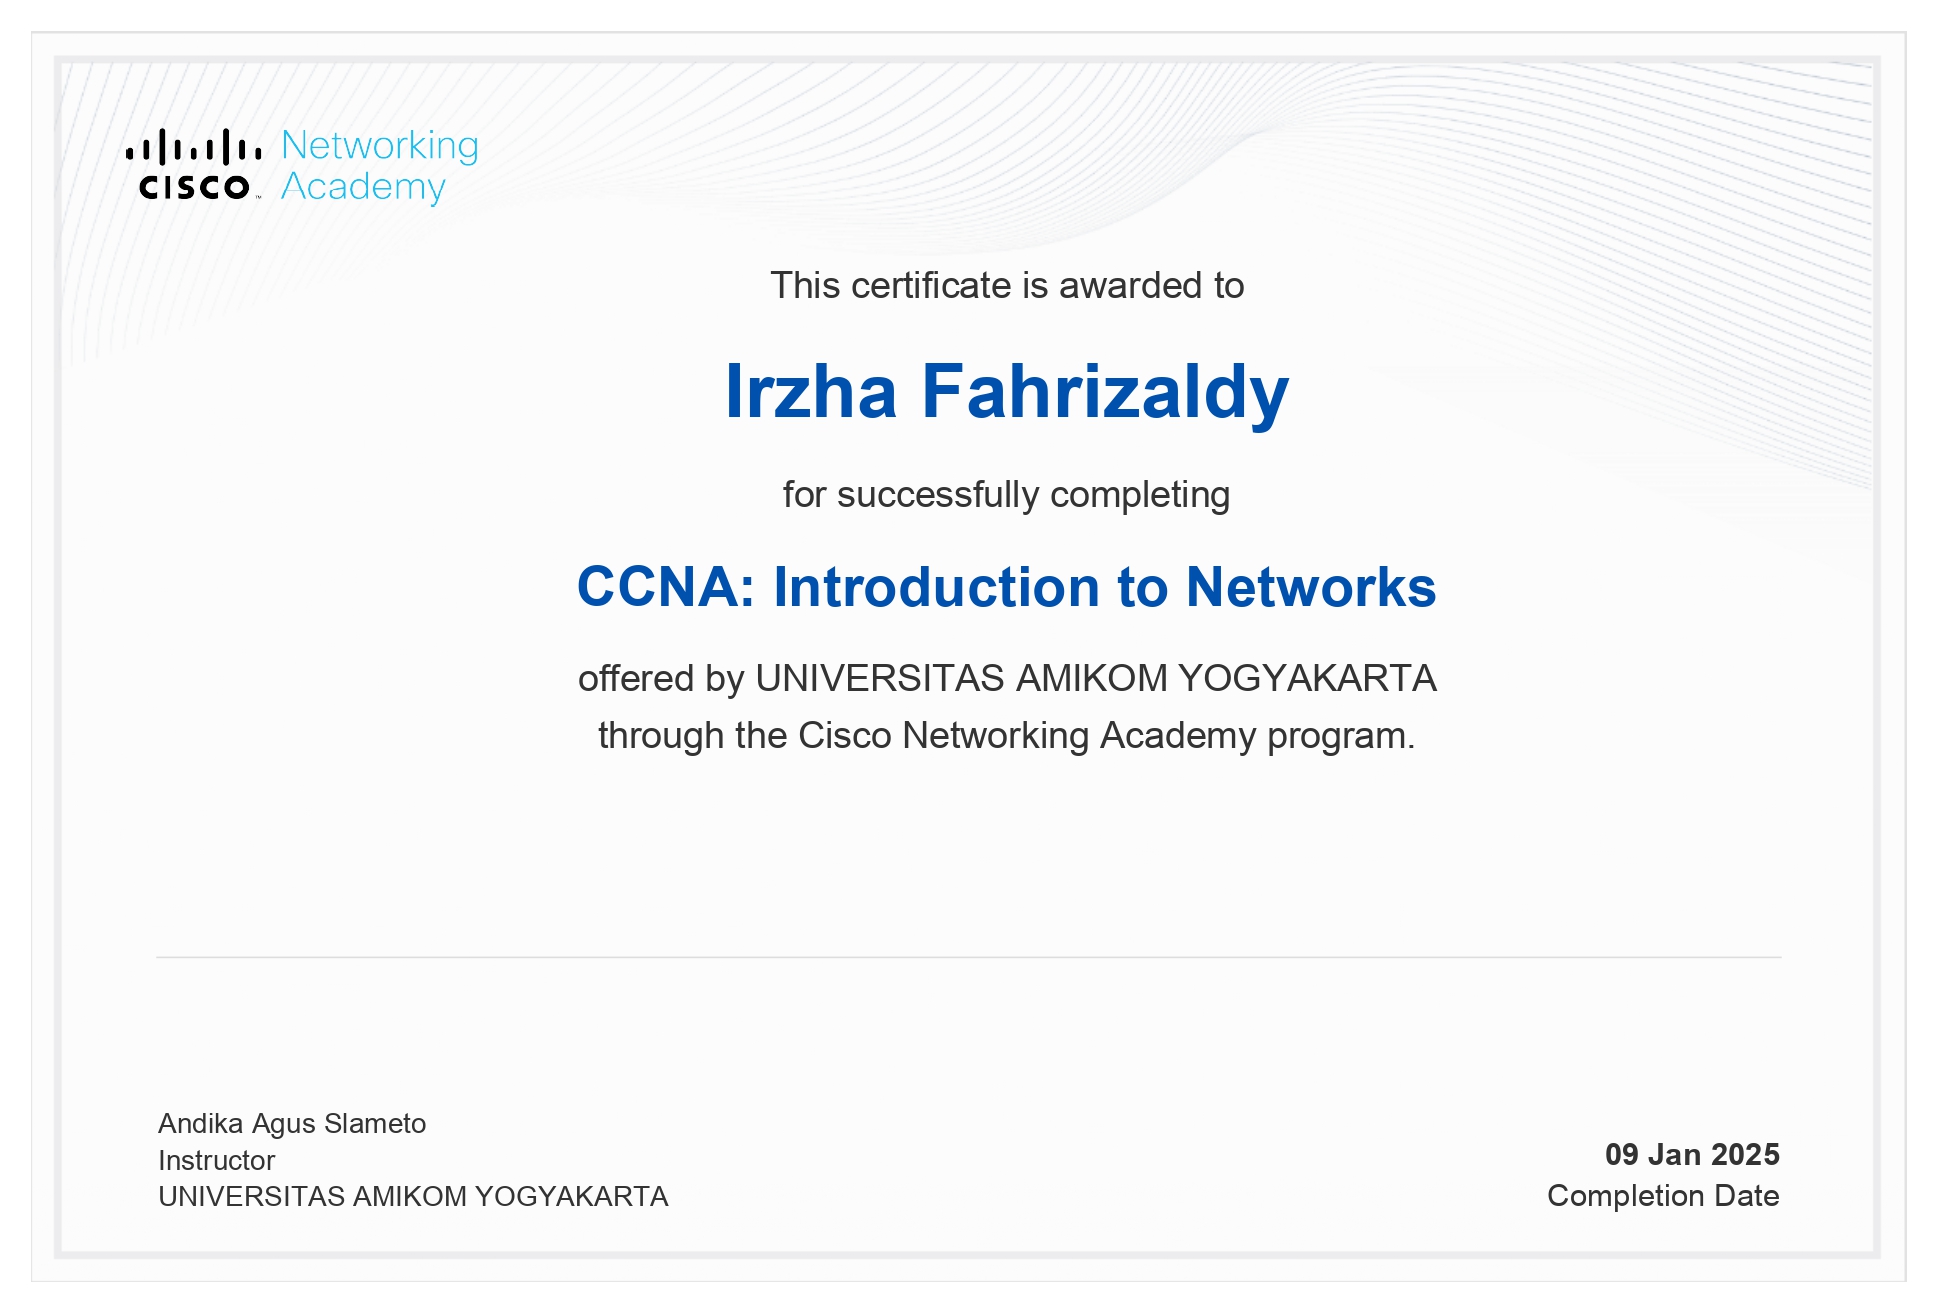 Networking
CISCO™ Academy
This certificate is awarded to
Irzha Fahrizaldy
for successfully completing
CCNA: Introduction to Networks
offered by UNIVERSITAS AMIKOM YOGYAKARTA
through the Cisco Networking Academy program.
Andika Agus Slameto
Instructor
UNIVERSITAS AMIKOM YOGYAKARTA
09 Jan 2025
Completion Date